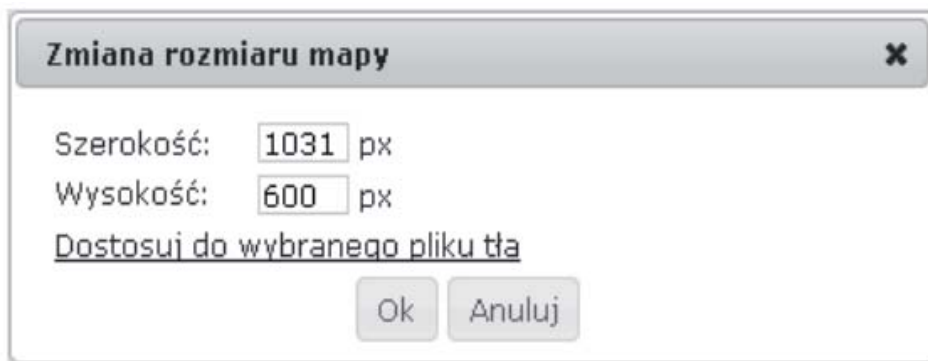 Zmiana rozmiaru mapy
Szerokość: 1031 px
Wysokość: 600 px
Dostosuj do wybranego pliku tła
Ok Anuluj